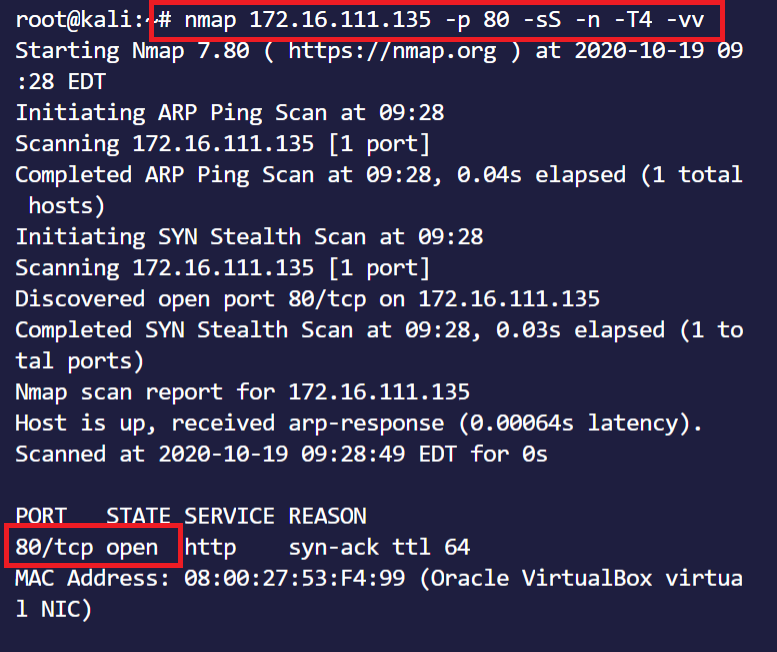 root@kali:~# nmap 172.16.111.135 -p 80 -sS -n -T4 -vv
Starting Nmap 7.80 ( https://nmap.org ) at 2020-10-19 09
:28 EDT
Initiating ARP Ping Scan at 09:28
Scanning 172.16.111.135 [1 port]
Completed ARP Ping Scan at 09:28, 0.04s elapsed (1 total
 hosts)
Initiating SYN Stealth Scan at 09:28
Scanning 172.16.111.135 [1 port]
Discovered open port 80/tcp on 172.16.111.135
Completed SYN Stealth Scan at 09:28, 0.03s elapsed (1 to
tal ports)
Nmap scan report for 172.16.111.135
Host is up, received arp-response (0.00064s latency).
Scanned at 2020-10-19 09:28:49 EDT for 0s

PORT   STATE SERVICE REASON
80/tcp open  http    syn-ack ttl 64
MAC Address: 08:00:27:53:F4:99 (Oracle VirtualBox virtua
l NIC)